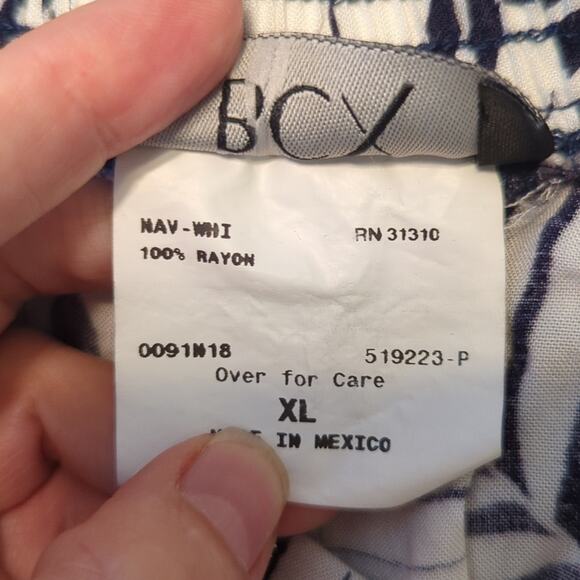 BCX
NAV-WHI RN 31310
100% RAYON
0091N18 519223-P
Over for Care
XL
IN MEXICO